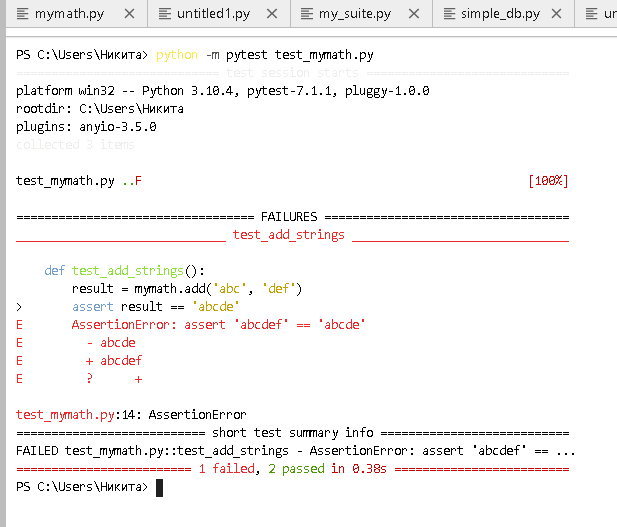 mymath.py untitled1.py my_suite.py simple_db.py un
PS C:\Users\Никита> python -m pytest test_mymath.py
=========================== test session starts ===========================
platform win32 -- Python 3.10.4, pytest-7.1.1, pluggy-1.0.0
rootdir: C:\Users\Никита
plugins: anyio-3.5.0
collected 3 items
test_mymath.py ..F [100%]
================================== FAILURES ===================================
______________________________ test_add_strings _______________________________
def test_add_strings():
result = mymath.add('abc', 'def')
> assert result == 'abcde'
E AssertionError: assert 'abcdef' == 'abcde'
E - abcde
E + abcdef
E ? +
test_mymath.py:14: AssertionError
=========================== short test summary info ===========================
FAILED test_mymath.py::test_add_strings - AssertionError: assert 'abcdef' == ...
========================= 1 failed, 2 passed in 0.38s =========================
PS C:\Users\Никита>